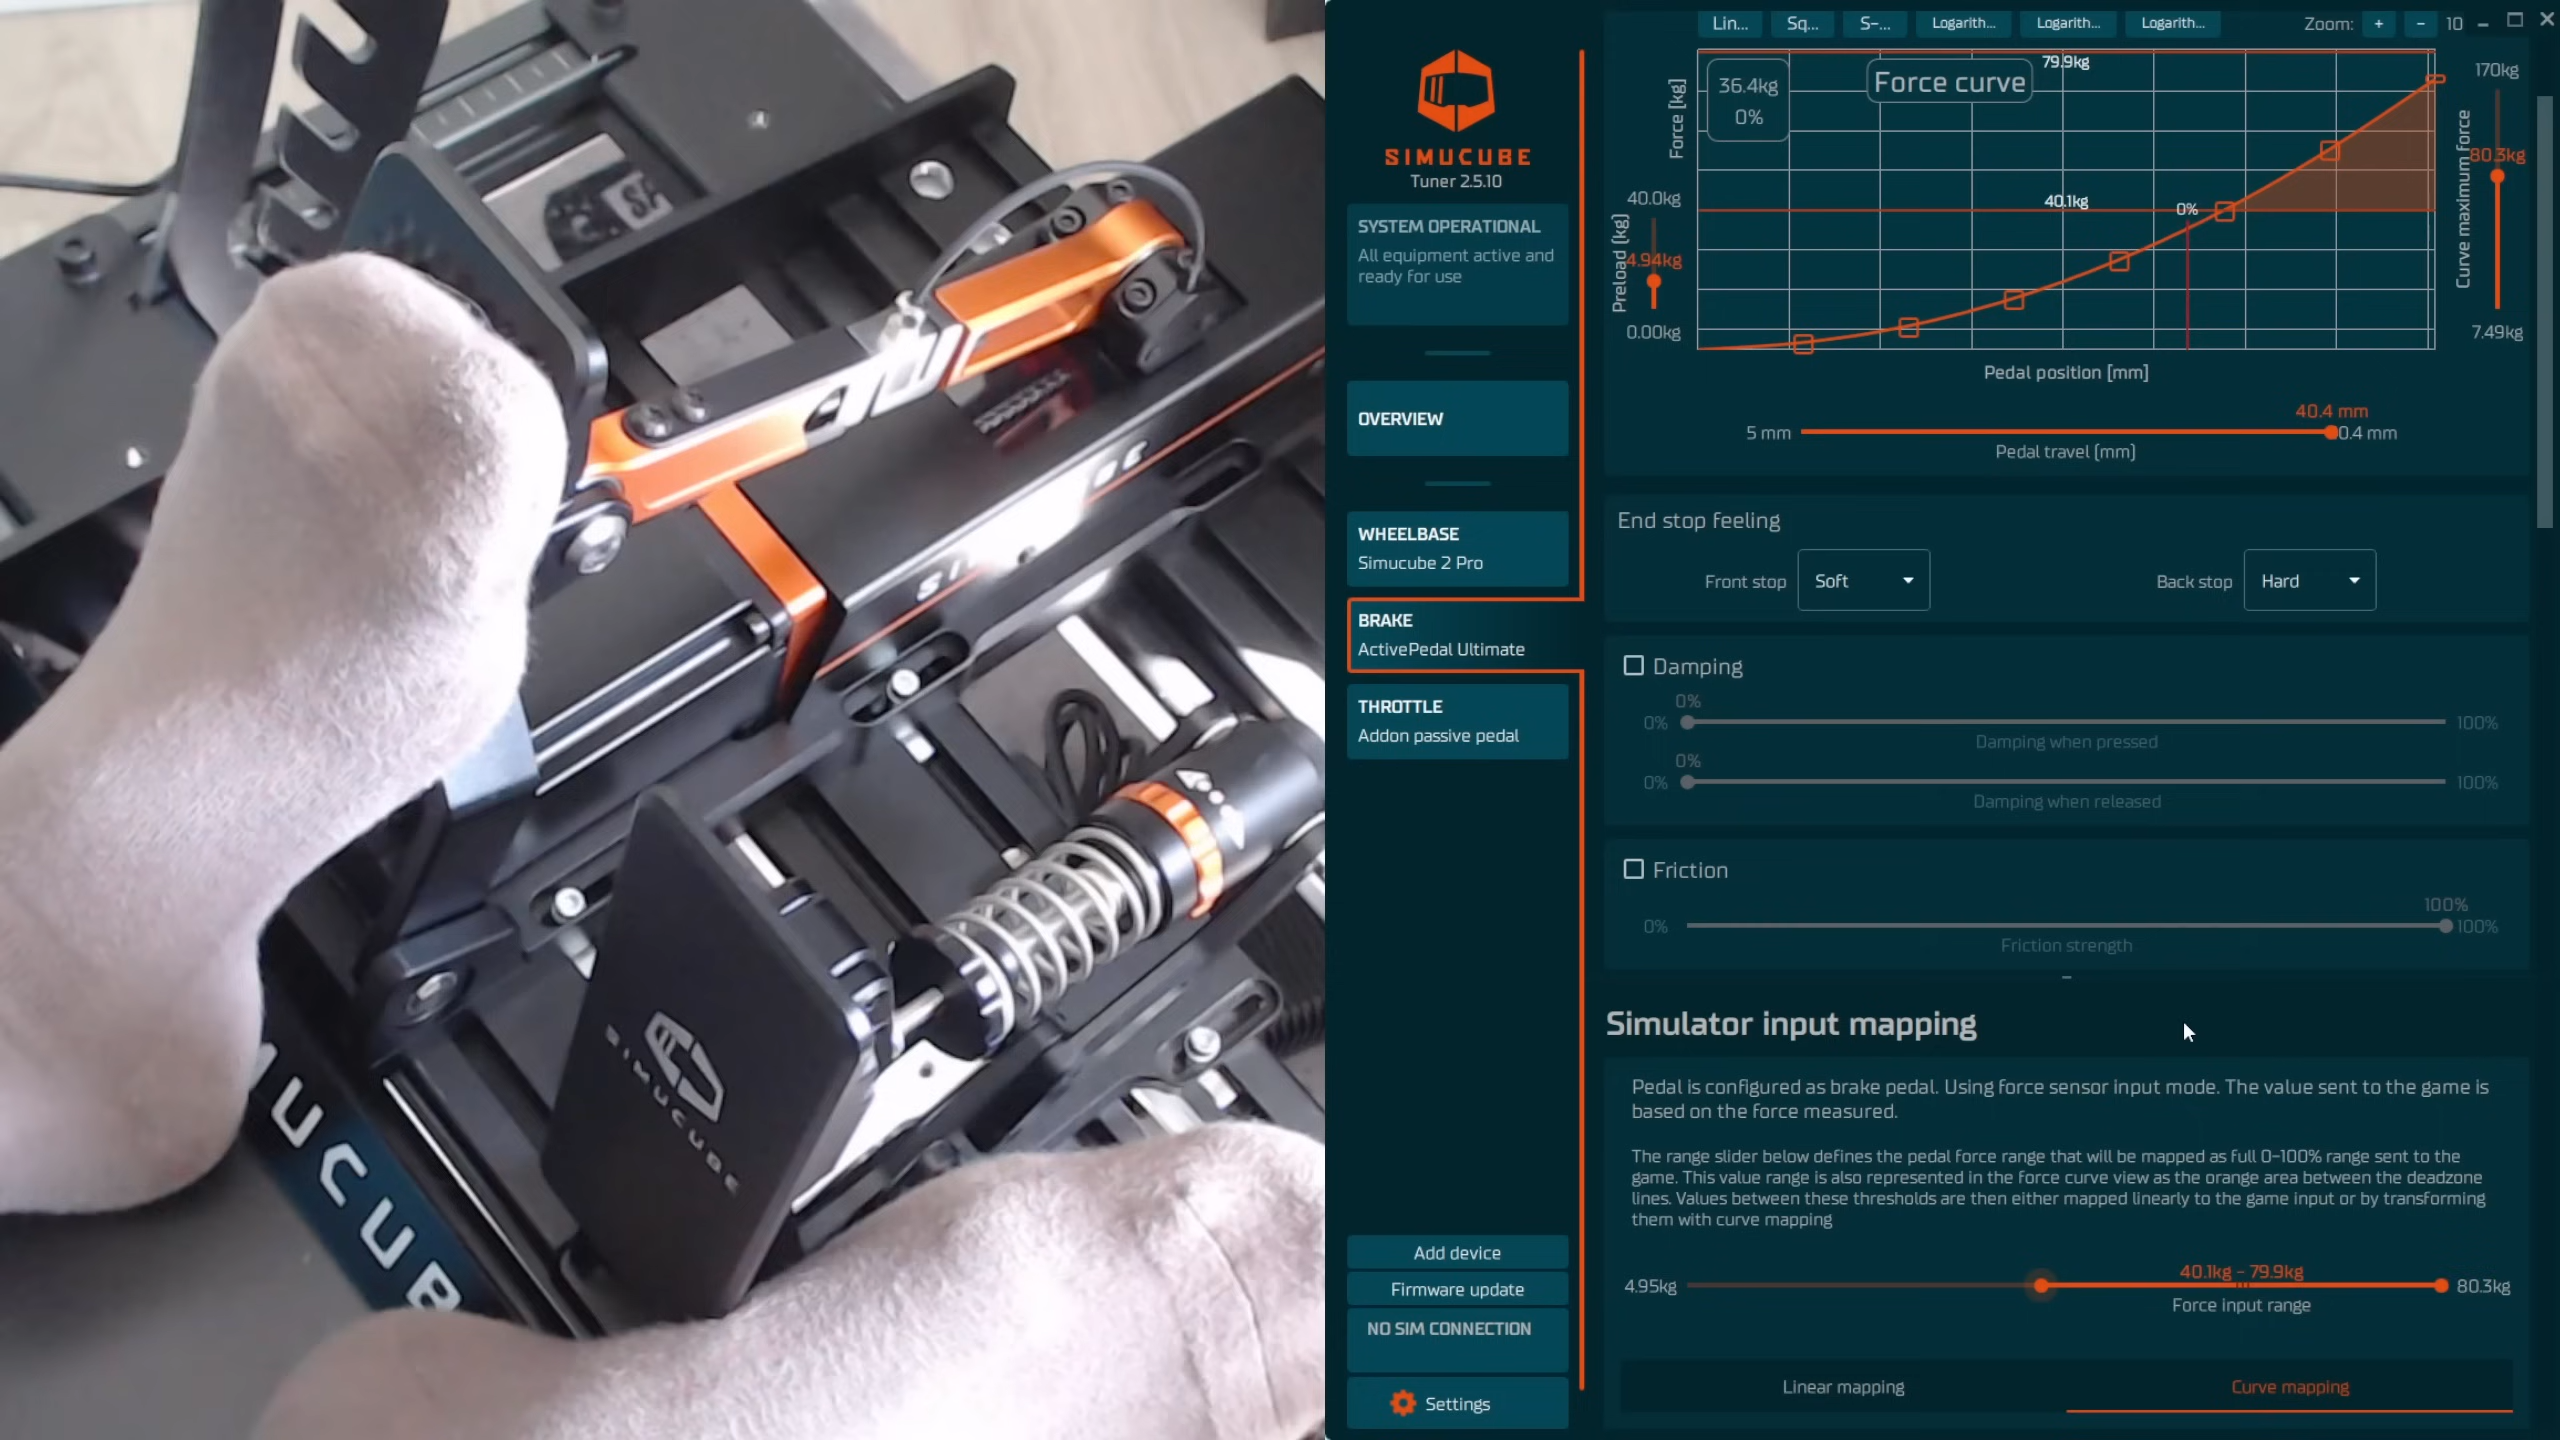 SIMUCUBE
UCUB
SIMUCUBE
Tuner 2.5.10
SYSTEM OPERATIONAL
All equipment active and
ready for use
OVERVIEW
WHEELBASE
Simucube 2 Pro
BRAKE
ActivePedal Ultimate
THROTTLE
Addon passive pedal
Add device
Firmware update
NO SIM CONNECTION
Settings
Lin...
Sq...
S-...
Logarith...
Logarith...
Logarith...
Zoom:
+
-
10
Force curve
36.4kg
0%
79.9kg
40.1kg
0%
Force [kg]
40.0kg
Preload [kg]
4.94kg
0.00kg
170kg
80.3kg
Curve maximum force
7.49kg
Pedal position [mm]
40.4 mm
5 mm
0.4 mm
Pedal travel [mm]
End stop feeling
Front stop
Soft
Back stop
Hard
Damping
0%
0%
100%
Damping when pressed
0%
0%
100%
Damping when released
Friction
100%
0%
100%
Friction strength
Simulator input mapping
Pedal is configured as brake pedal. Using force sensor input mode. The value sent to the game is
based on the force measured.
The range slider below defines the pedal force range that will be mapped as full 0-100% range sent to the
game. This value range is also represented in the force curve view as the orange area between the deadzone
lines. Values between these thresholds are then either mapped linearly to the game input or by transforming
them with curve mapping
40.1kg - 79.9kg
4.95kg
80.3kg
Force input range
Linear mapping
Curve mapping